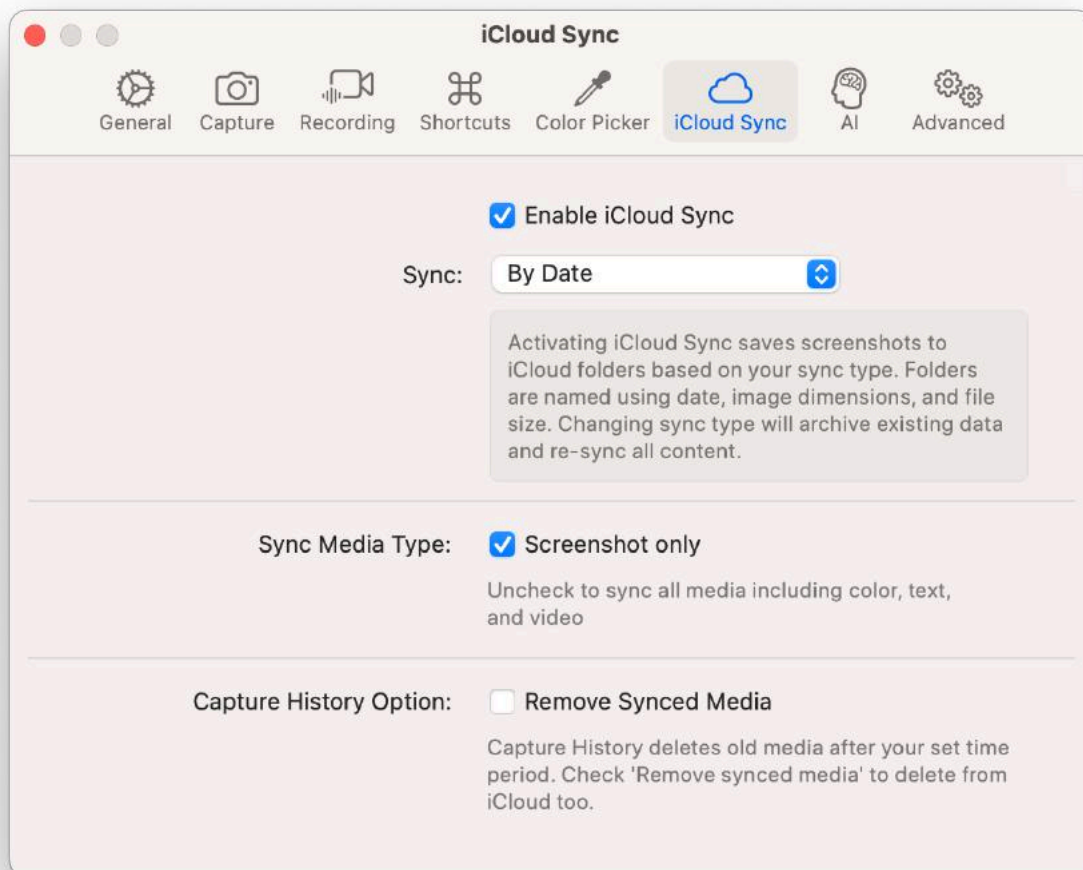 iCloud Sync
General Capture Recording Shortcuts Color Picker iCloud Sync AI Advanced
Enable iCloud Sync
Sync: By Date
Activating iCloud Sync saves screenshots to
iCloud folders based on your sync type. Folders
are named using date, image dimensions, and file
size. Changing sync type will archive existing data
and re-sync all content.
Sync Media Type: Screenshot only
Uncheck to sync all media including color, text,
and video
Capture History Option: Remove Synced Media
Capture History deletes old media after your set time
period. Check 'Remove synced media' to delete from
iCloud too.